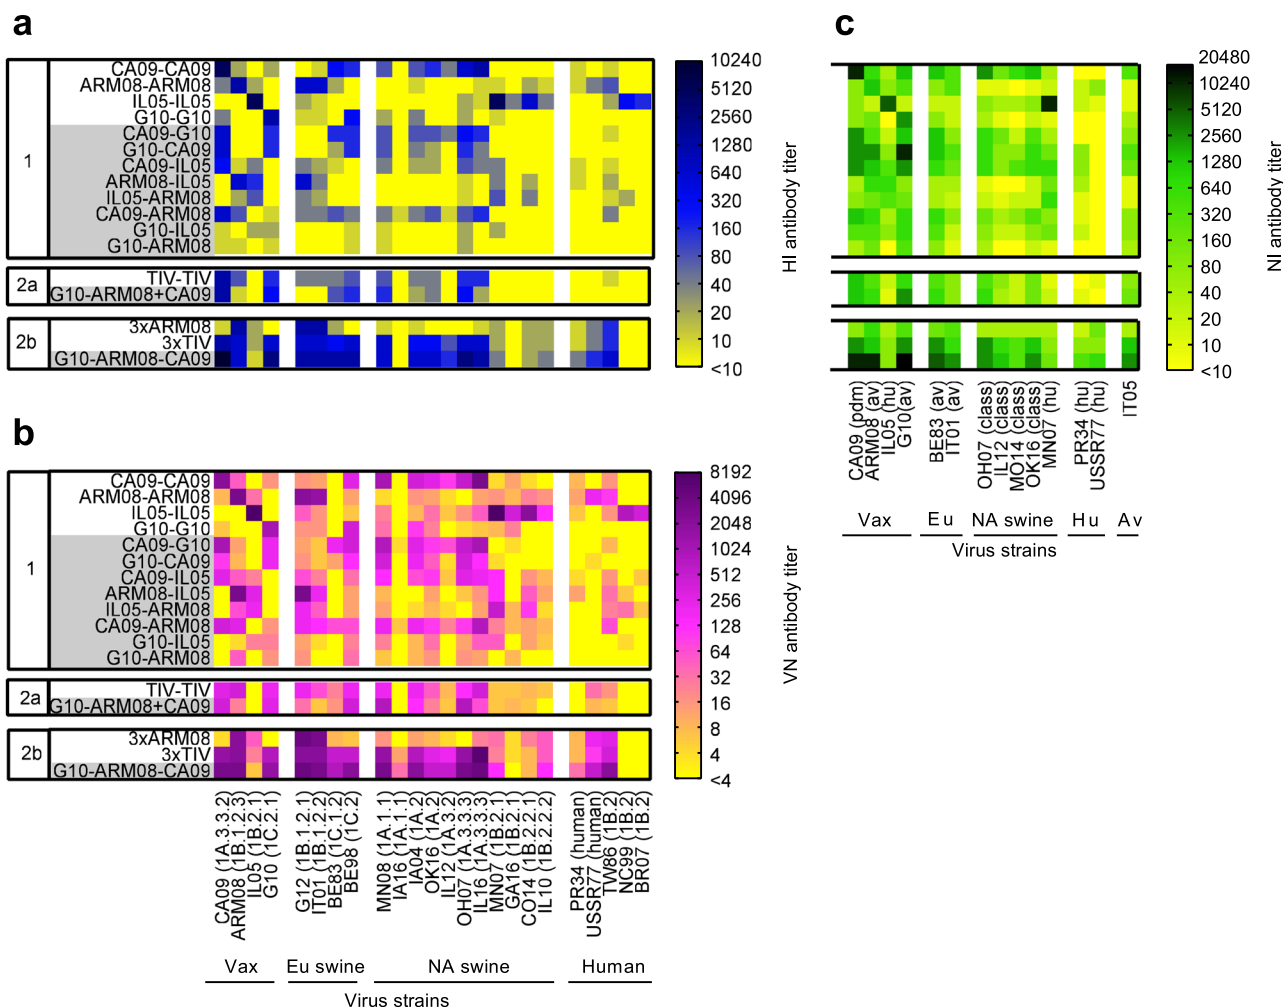 a
1
CA09-CA09
ARM08-ARM08
IL05-IL05
G10-G10
CA09-G10
G10-CA09
CA09-IL05
ARM08-IL05
IL05-ARM08
CA09-ARM08
G10-IL05
G10-ARM08
2a
TIV-TIV
G10-ARM08+CA09
2b
3xARM08
3xTIV
G10-ARM08-CA09
10240
5120
2560
1280
640
320
160
80
40
20
10
<10
HI antibody titer
b
1
CA09-CA09
ARM08-ARM08
IL05-IL05
G10-G10
CA09-G10
G10-CA09
CA09-IL05
ARM08-IL05
IL05-ARM08
CA09-ARM08
G10-IL05
G10-ARM08
2a
TIV-TIV
G10-ARM08+CA09
2b
3xARM08
3xTIV
G10-ARM08-CA09
8192
4096
2048
1024
512
256
128
64
32
16
8
4
<4
VN antibody titer
CA09 (1A.3.3.2)
ARM08 (1B.1.2.3)
IL05 (1B.2.1)
G10 (1C.2.1)
G12 (1B.1.2.1)
IT01 (1B.1.2.2)
BE83 (1C.1.2)
BE98 (1C.2)
MN08 (1A.1.1)
IA16 (1A.1.1)
IA04 (1A.2)
OK16 (1A.2)
IL12 (1A.3.2)
OH07 (1A.3.3.3)
IL16 (1A.3.3.3)
MN07 (1B.2.1)
GA16 (1B.2.1)
CO14 (1B.2.2.1)
IL10 (1B.2.2.2)
PR34 (human)
USSR77 (human)
TW86 (1B.2)
NC99 (1B.2)
BR07 (1B.2)
Vax
Eu swine
NA swine
Human
Virus strains
c
20480
10240
5120
2560
1280
640
320
160
80
40
20
10
<10
NI antibody titer
CA09 (pdm)
ARM08 (av)
IL05 (hu)
G10(av)
BE83 (av)
IT01 (av)
OH07 (class)
IL12 (class)
MO14 (class)
OK16 (class)
MN07 (hu)
PR34 (hu)
USSR77 (hu)
IT05
Vax
Eu
NA swine
Hu
Av
Virus strains